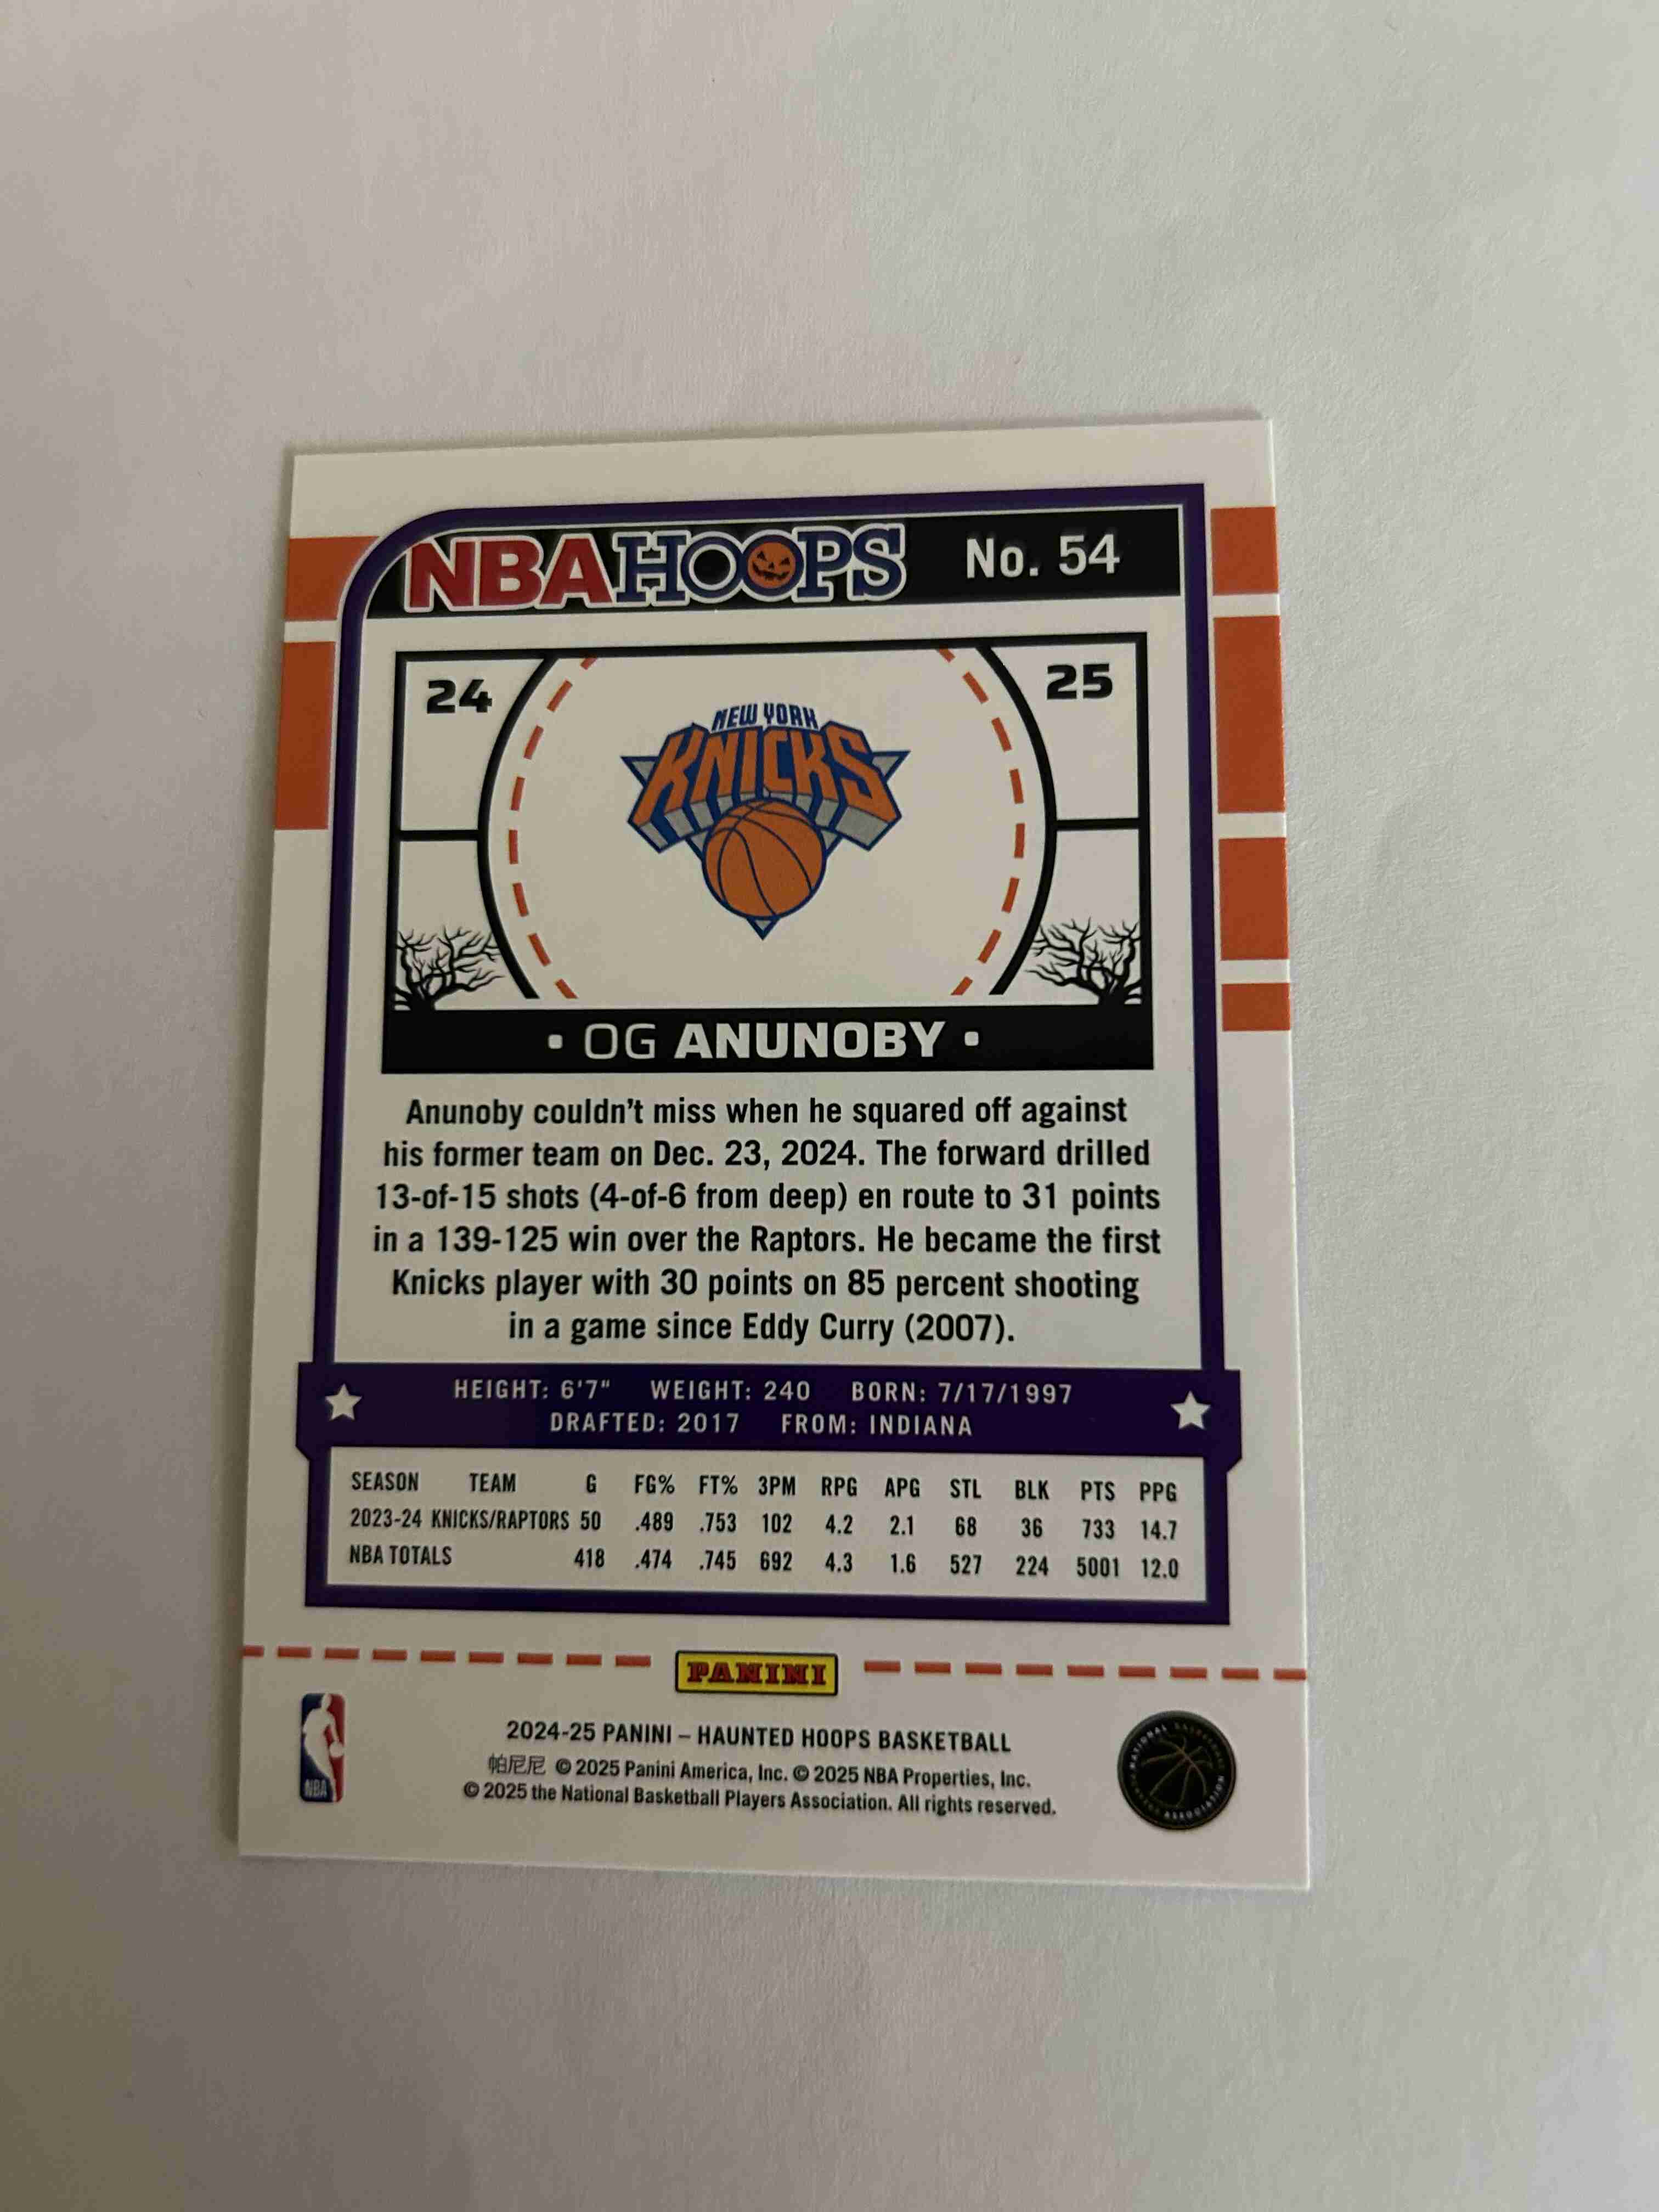 NBA HOOPS No. 54
24 25
NEW YORK
KNICKS
• OG ANUNOBY •
Anunoby couldn't miss when he squared off against
his former team on Dec. 23, 2024. The forward drilled
13-of-15 shots (4-of-6 from deep) en route to 31 points
in a 139-125 win over the Raptors. He became the first
Knicks player with 30 points on 85 percent shooting
in a game since Eddy Curry (2007).
HEIGHT: 6'7" WEIGHT: 240 BORN: 7/17/1997
DRAFTED: 2017 FROM: INDIANA
SEASON TEAM G FG% FT% 3PM RPG APG STL BLK PTS PPG
2023-24 KNICKS/RAPTORS 50 .489 .753 102 4.2 2.1 68 36 733 14.7
NBA TOTALS 418 .474 .745 692 4.3 1.6 527 224 5001 12.0
PANINI
2024-25 PANINI – HAUNTED HOOPS BASKETBALL
帕尼尼 © 2025 Panini America, Inc. © 2025 NBA Properties, Inc.
© 2025 the National Basketball Players Association. All rights reserved.
NBA
NATIONAL BASKETBALL
PLAYERS ASSOCIATION